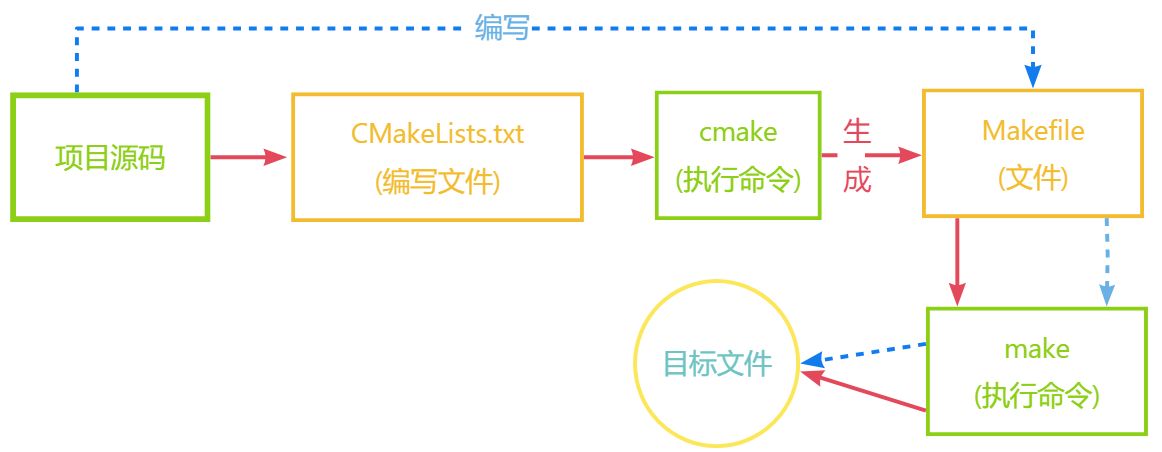 编写
项目源码
CMakeLists.txt
(编写文件)
cmake
(执行命令)
生
成
Makefile
(文件)
目标文件
make
(执行命令)